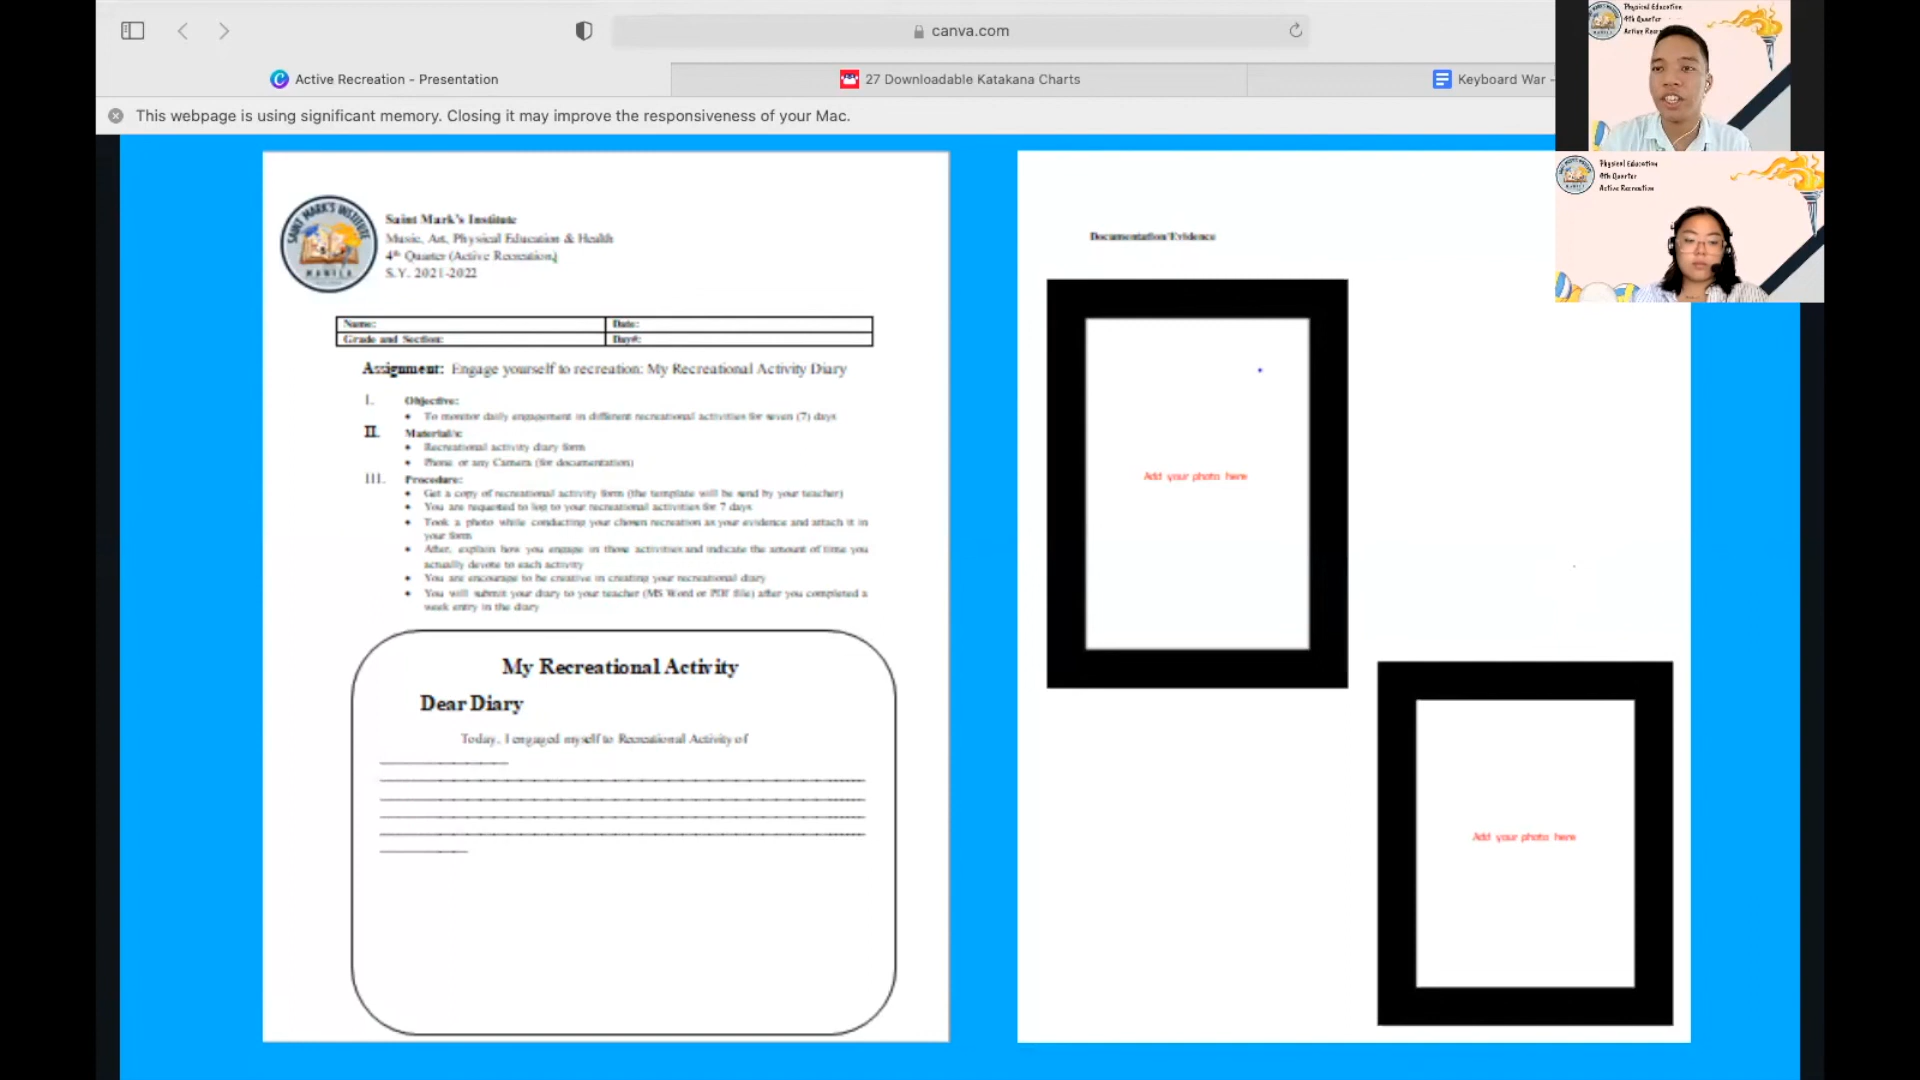 canva.com
Active Recreation - Presentation
27 Downloadable Katakana Charts
Keyboard War -
This webpage is using significant memory. Closing it may improve the responsiveness of your Mac.
Physical Education
4th Quarter
Active Recr
Physical Education
4th Quarter
Active Recreation
SAINT MARK'S INSTITUTE
MANILA
Saint Mark's Institute
Music, Art, Physical Education & Health
4th Quarter (Active Recreation)
S.Y. 2021-2022
Name: Date:
Grade and Section: Day#:
Assignment: Engage yourself to recreation: My Recreational Activity Diary
I. Objective:
• To monitor daily engagement in different recreational activities for seven (7) days
II. Material/s:
• Recreational activity diary form
• Phone or any Camera (for documentation)
III. Procedure:
• Get a copy of recreational activity form (the template will be send by your teacher)
• You are requested to log to your recreational activities for 7 days
• Took a photo while conducting your chosen recreation as your evidence and attach it in
your form
• After, explain how you engage in those activities and indicate the amount of time you
actually devote to each activity
• You are encourage to be creative in creating your recreational diary
• You will submit your diary to your teacher (MS Word or PDF file) after you completed a
week entry in the diary
My Recreational Activity
Dear Diary
Today, I engaged myself to Recreational Activity of
Documentation/Evidence
Add your photo here
Add your photo here